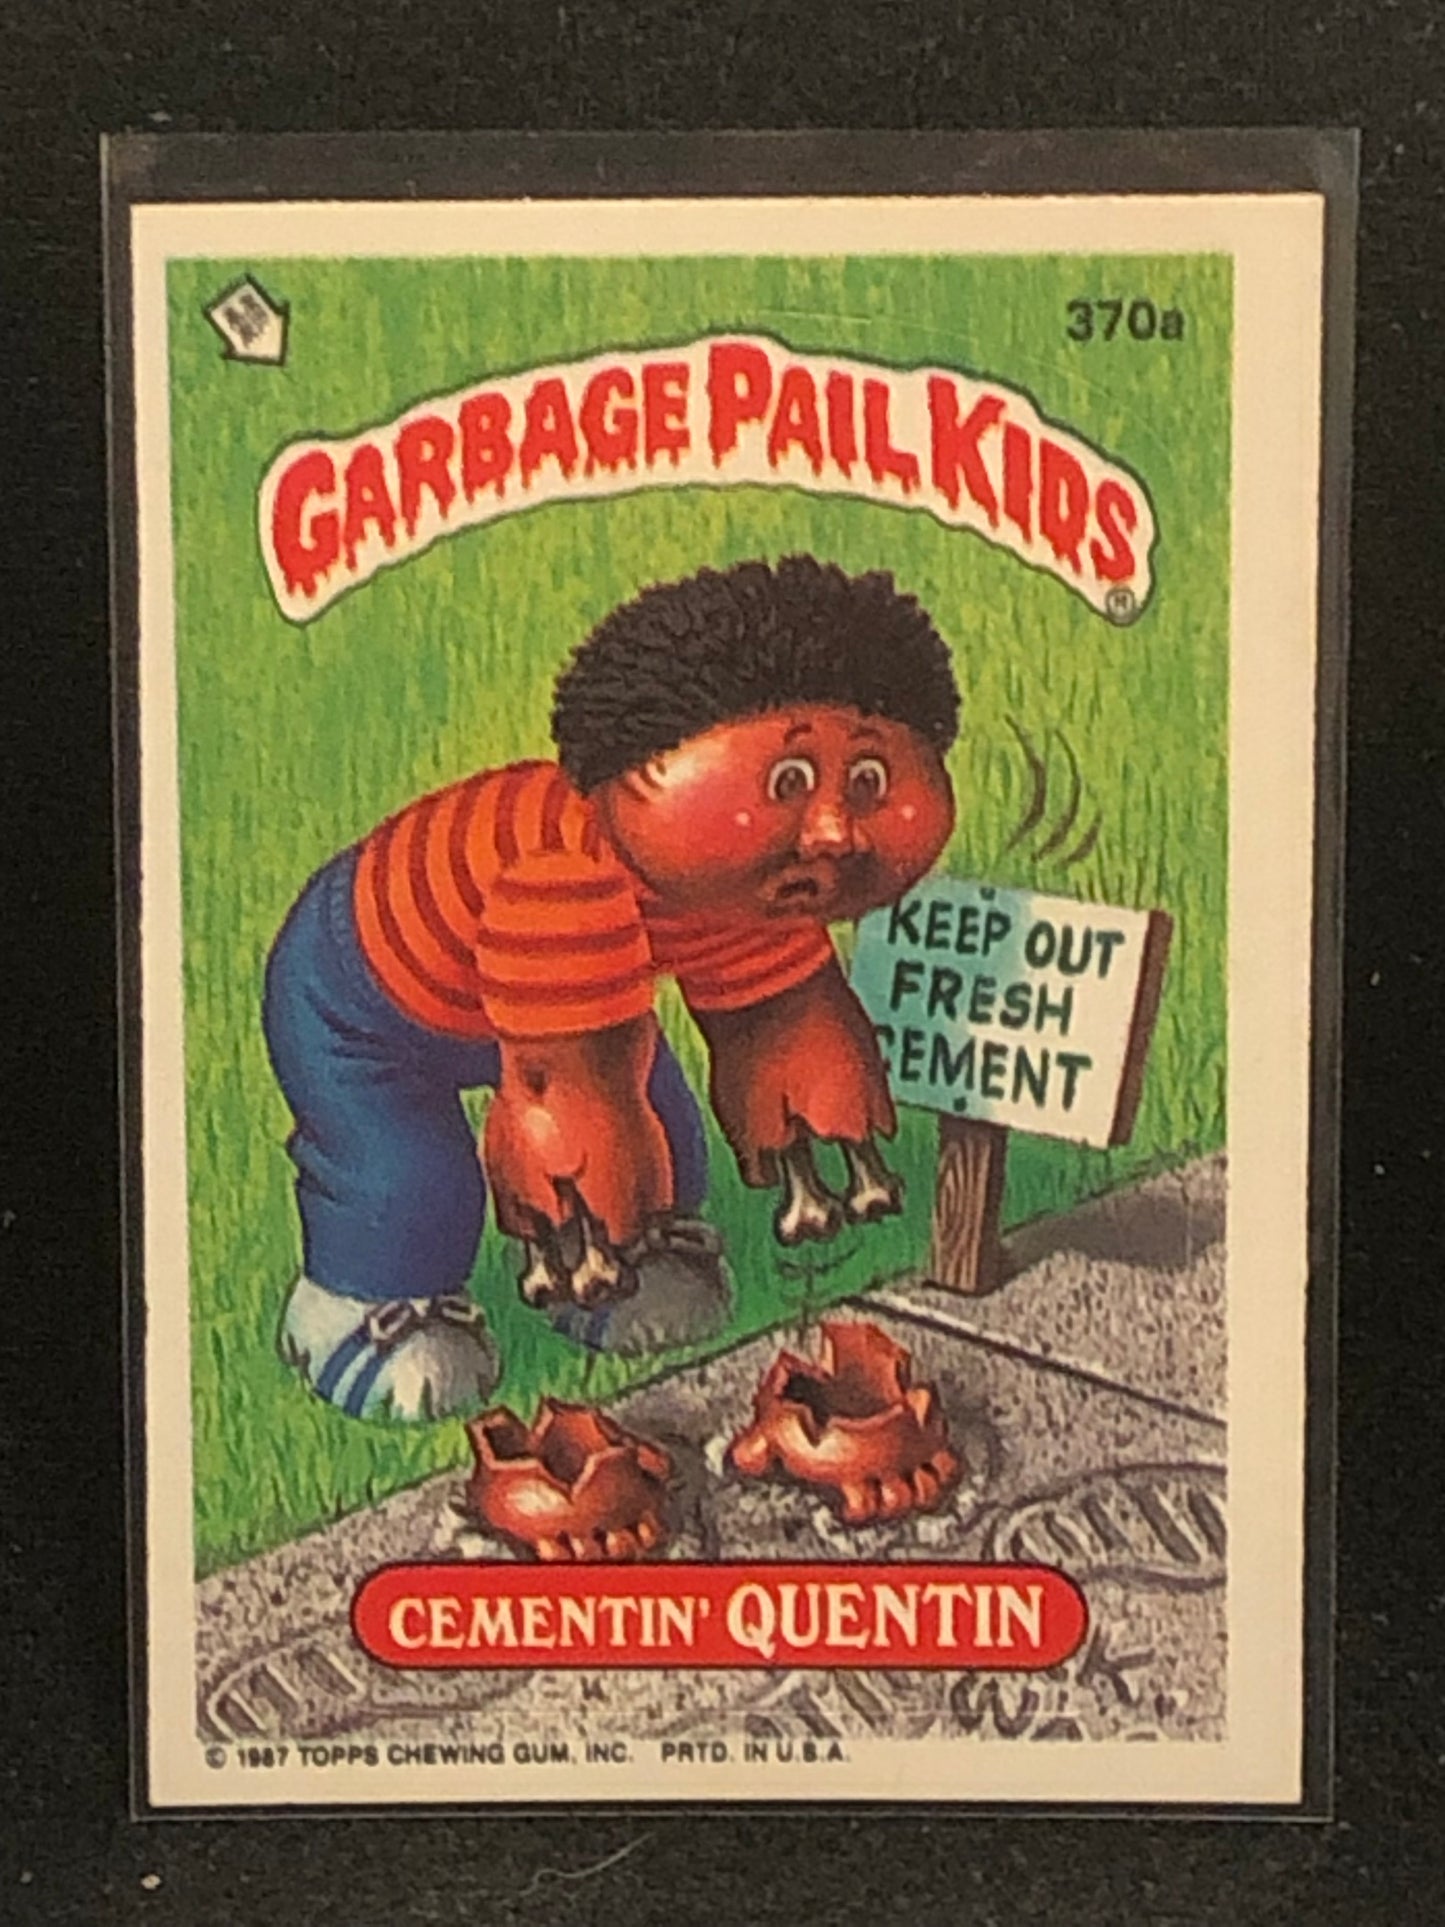 370a
GARBAGE PAIL KIDS ®
KEEP OUT
FRESH
CEMENT
CEMENTIN' QUENTIN
© 1987 TOPPS CHEWING GUM, INC. PRTD. IN U.S.A.